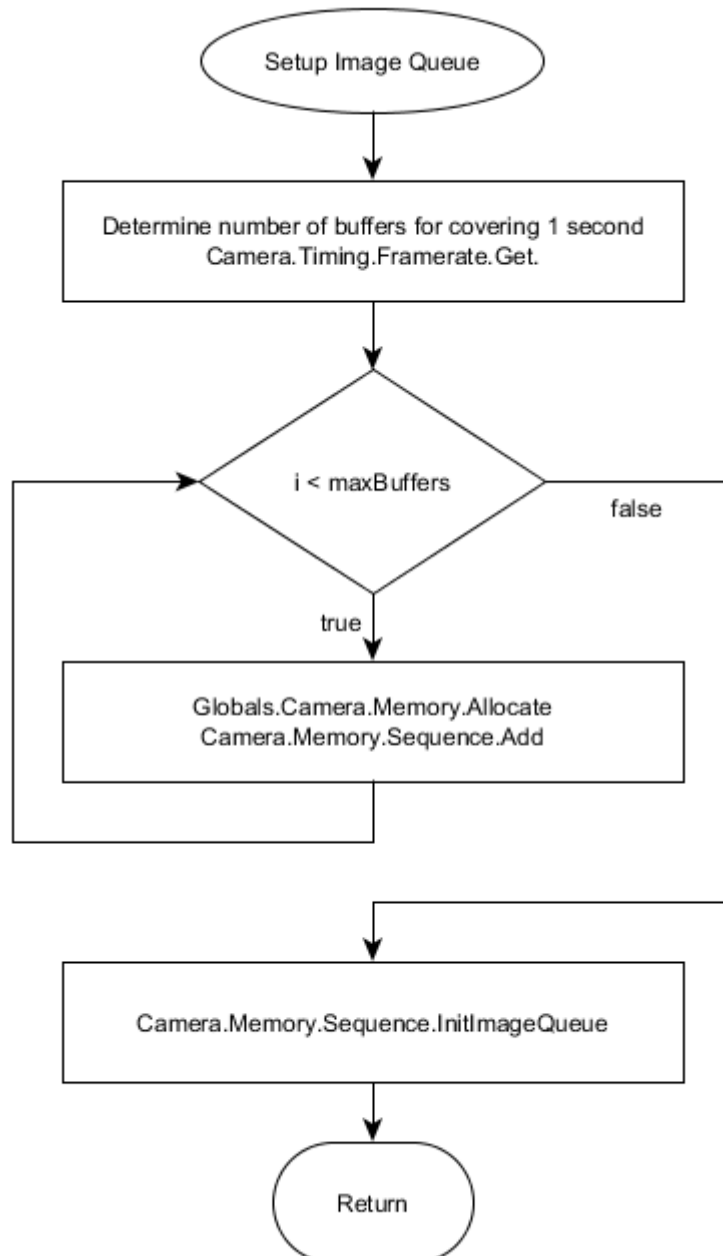 Setup Image Queue
Determine number of buffers for covering 1 second
Camera.Timing.Framerate.Get.
i < maxBuffers
false
true
Globals.Camera.Memory.Allocate
Camera.Memory.Sequence.Add
Camera.Memory.Sequence.InitImageQueue
Return